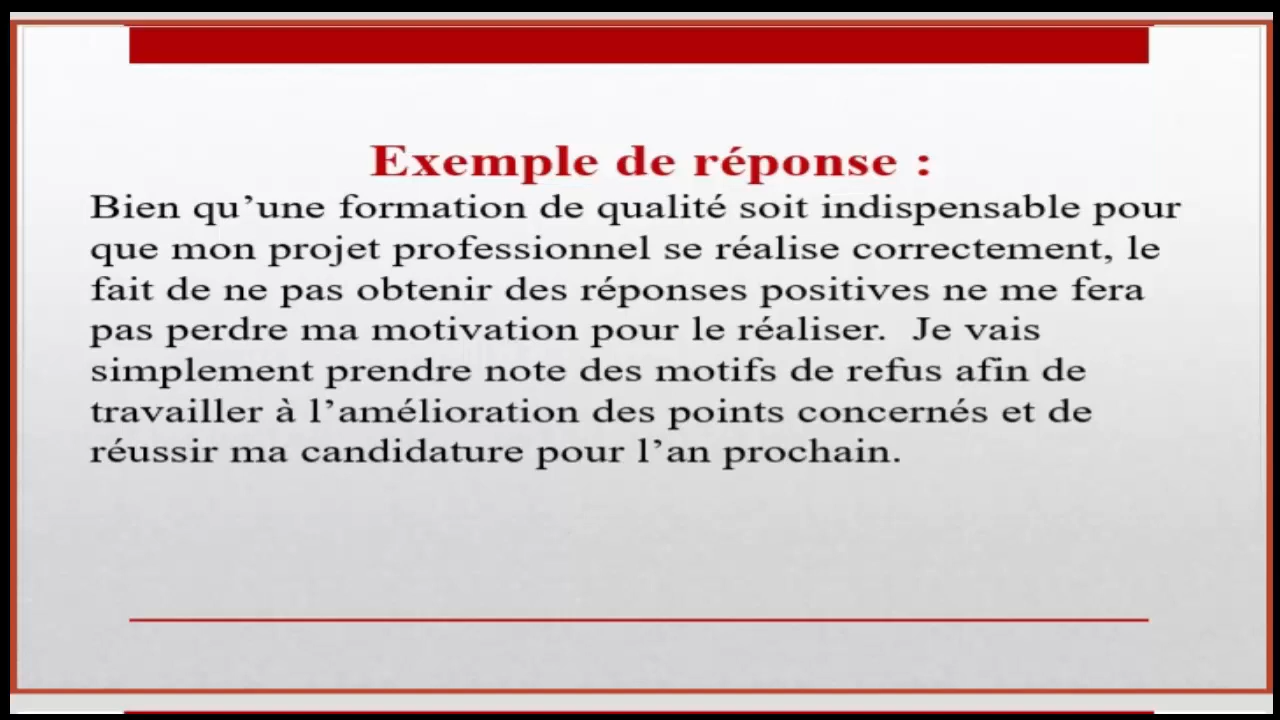 Exemple de réponse :
Bien qu’une formation de qualité soit indispensable pour
que mon projet professionnel se réalise correctement, le
fait de ne pas obtenir des réponses positives ne me fera
pas perdre ma motivation pour le réaliser.  Je vais
simplement prendre note des motifs de refus afin de
travailler à l’amélioration des points concernés et de
réussir ma candidature pour l’an prochain.